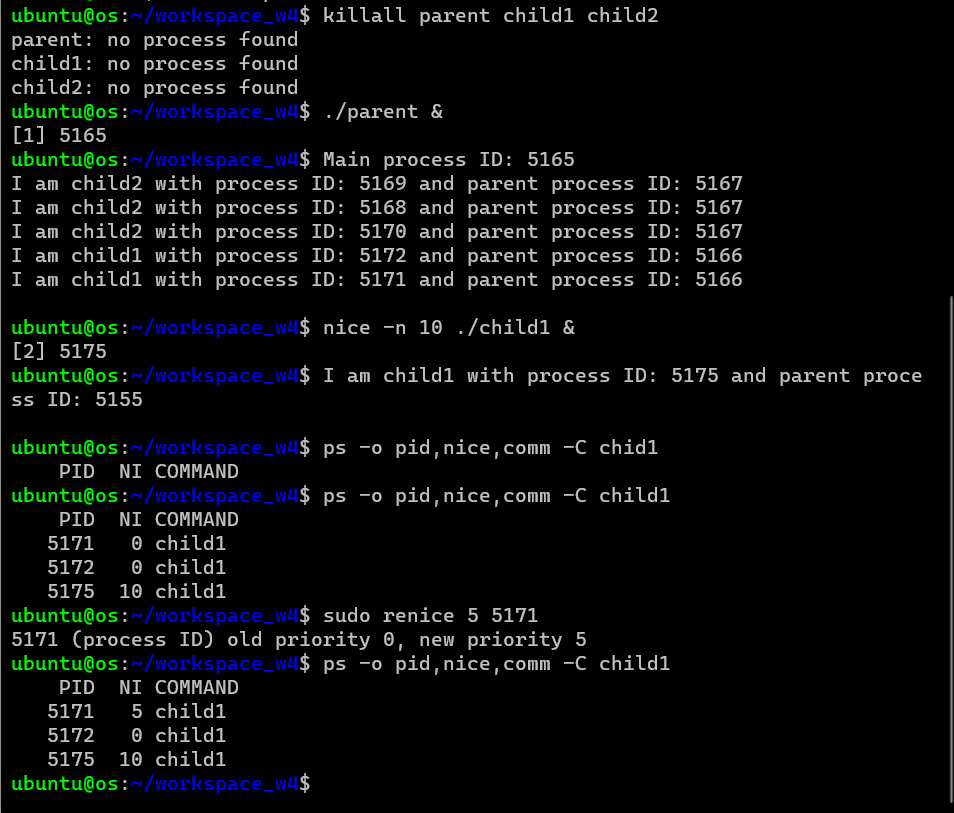 ubuntu@os:~/workspace_w4$ killall parent child1 child2
parent: no process found
child1: no process found
child2: no process found
ubuntu@os:~/workspace_w4$ ./parent &
[1] 5165
ubuntu@os:~/workspace_w4$ Main process ID: 5165
I am child2 with process ID: 5169 and parent process ID: 5167
I am child2 with process ID: 5168 and parent process ID: 5167
I am child2 with process ID: 5170 and parent process ID: 5167
I am child1 with process ID: 5172 and parent process ID: 5166
I am child1 with process ID: 5171 and parent process ID: 5166
ubuntu@os:~/workspace_w4$ nice -n 10 ./child1 &
[2] 5175
ubuntu@os:~/workspace_w4$ I am child1 with process ID: 5175 and parent proce
ss ID: 5155
ubuntu@os:~/workspace_w4$ ps -o pid,nice,comm -C chid1
    PID  NI COMMAND
ubuntu@os:~/workspace_w4$ ps -o pid,nice,comm -C child1
    PID  NI COMMAND
   5171   0 child1
   5172   0 child1
   5175  10 child1
ubuntu@os:~/workspace_w4$ sudo renice 5 5171
5171 (process ID) old priority 0, new priority 5
ubuntu@os:~/workspace_w4$ ps -o pid,nice,comm -C child1
    PID  NI COMMAND
   5171   5 child1
   5172   0 child1
   5175  10 child1
ubuntu@os:~/workspace_w4$